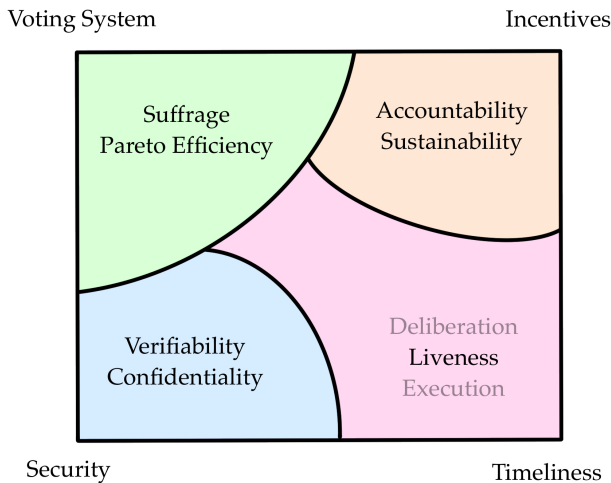 Voting System
Incentives
Suffrage
Pareto Efficiency
Accountability
Sustainability
Verifiability
Confidentiality
Deliberation
Liveness
Execution
Security
Timeliness